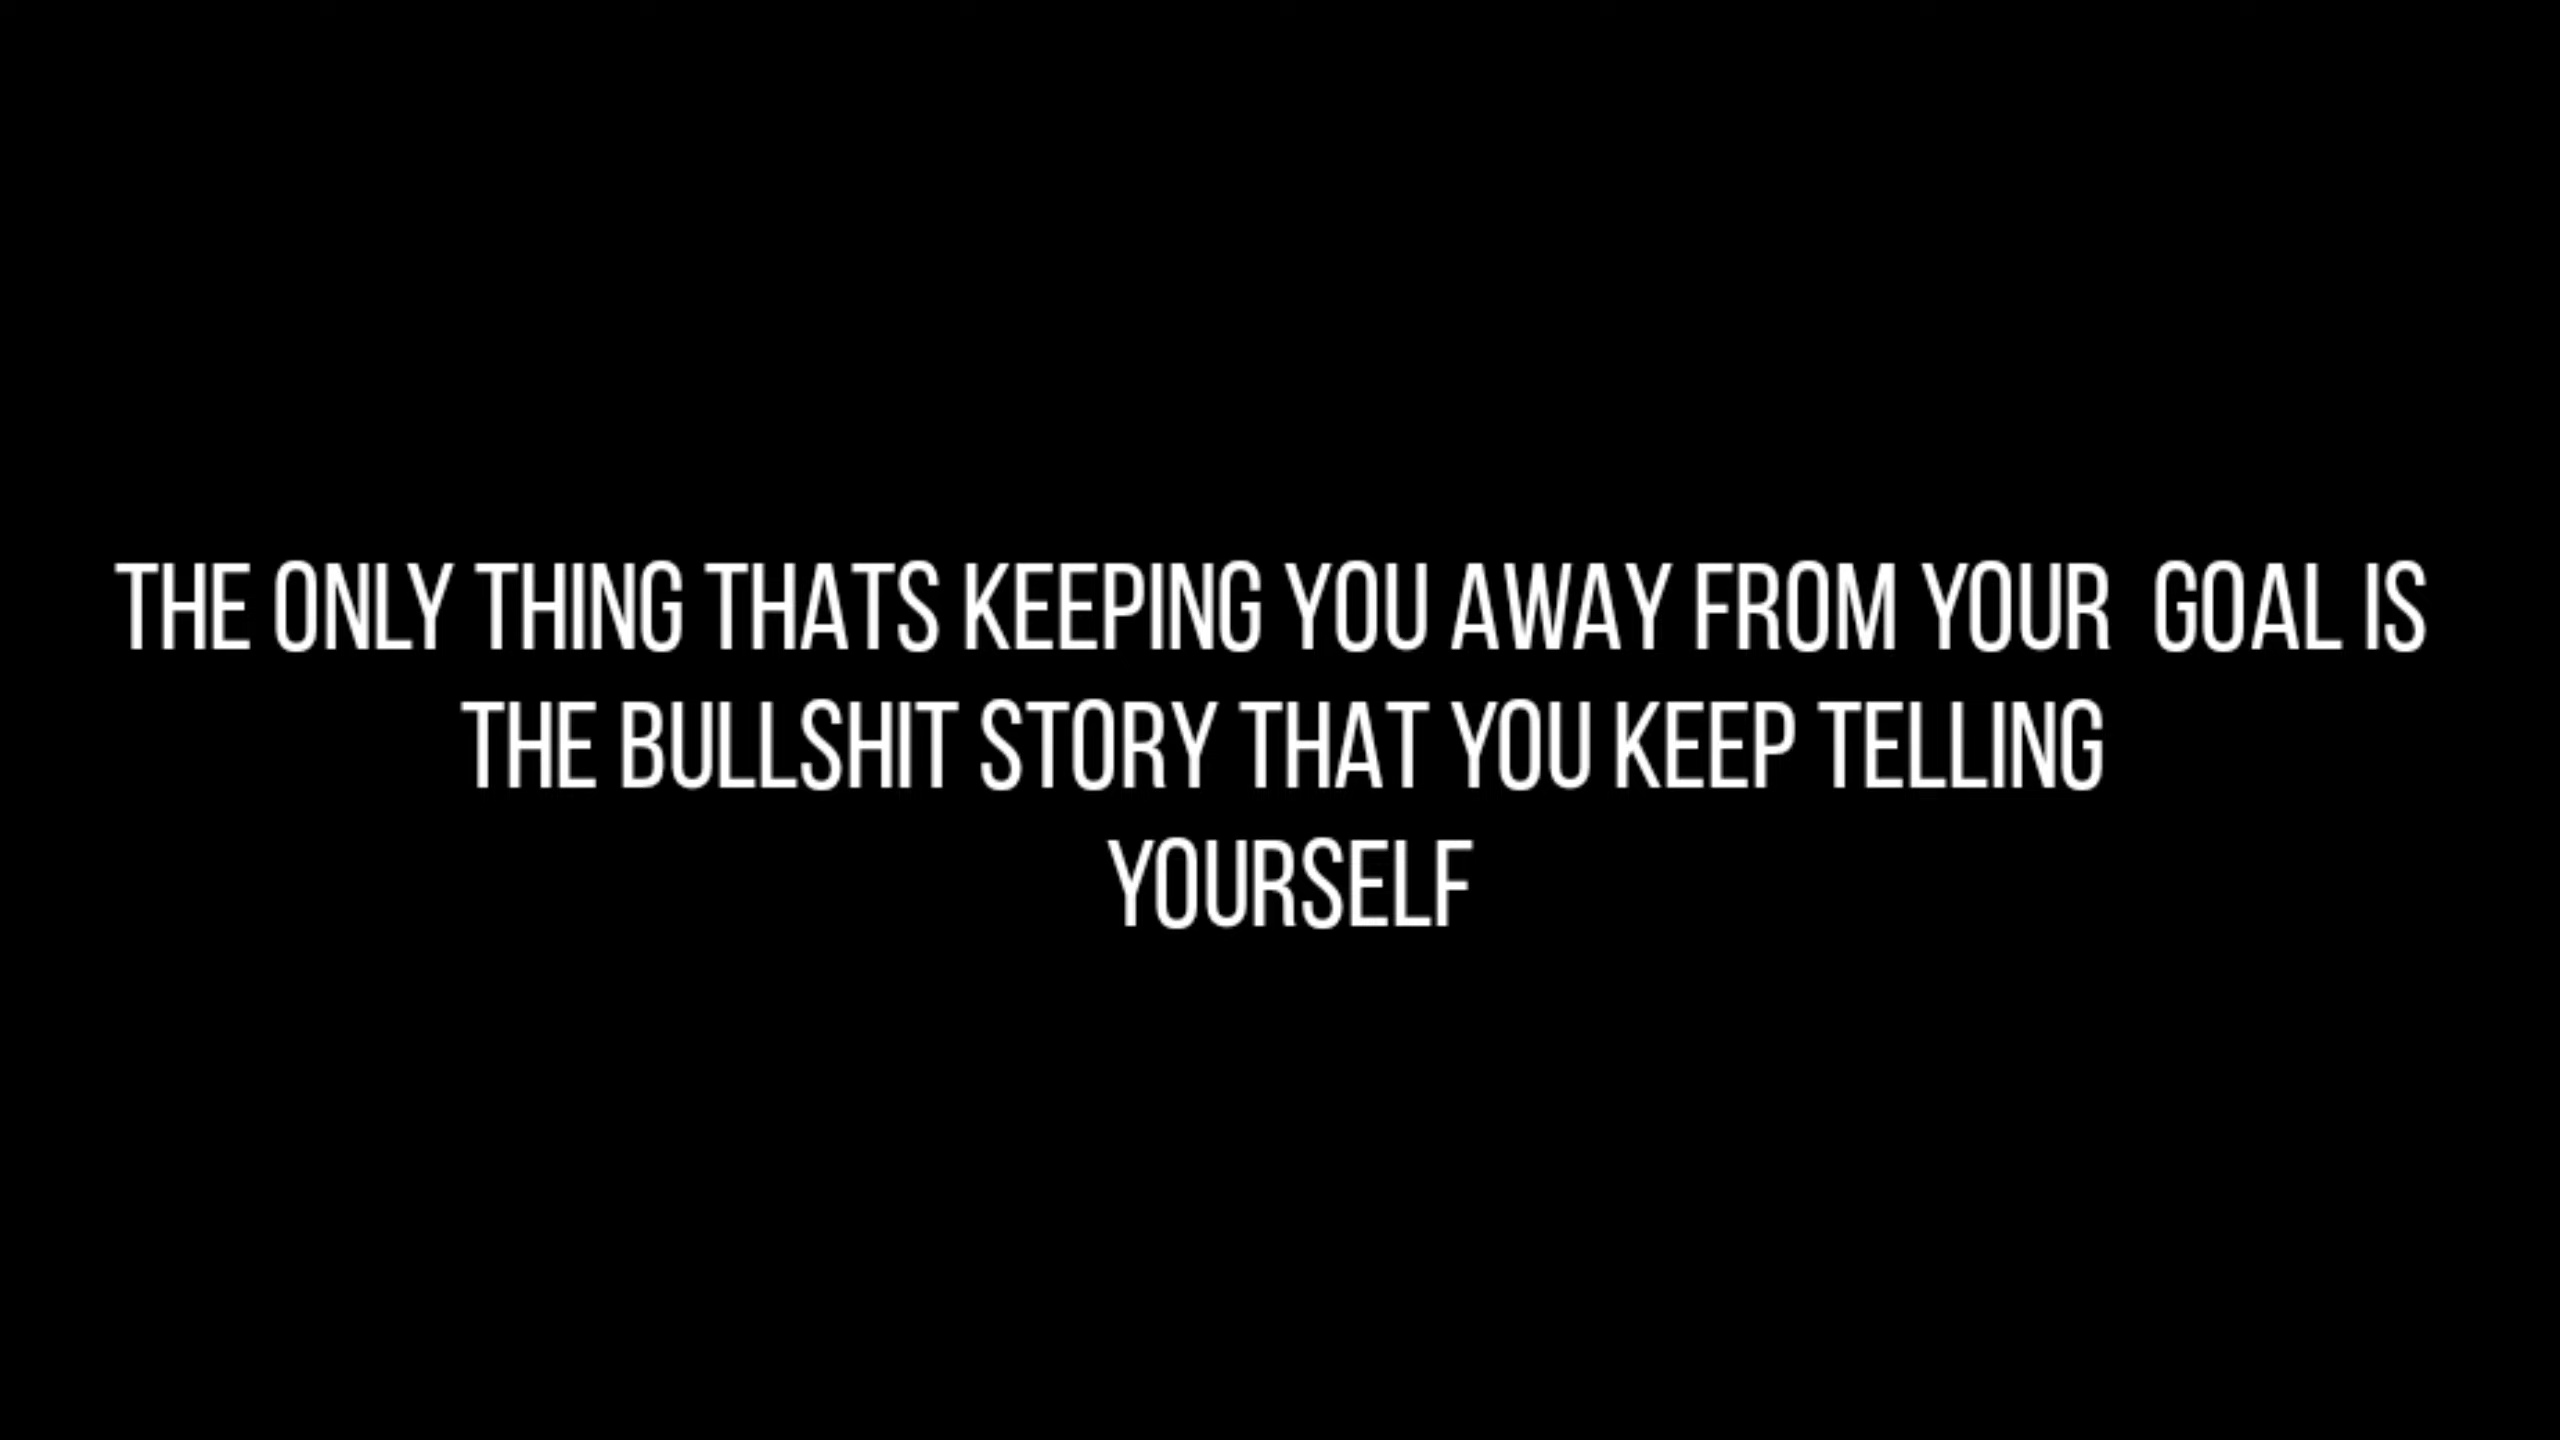 THE ONLY THING THATS KEEPING YOU AWAY FROM YOUR  GOAL IS
THE BULLSHIT STORY THAT YOU KEEP TELLING
YOURSELF